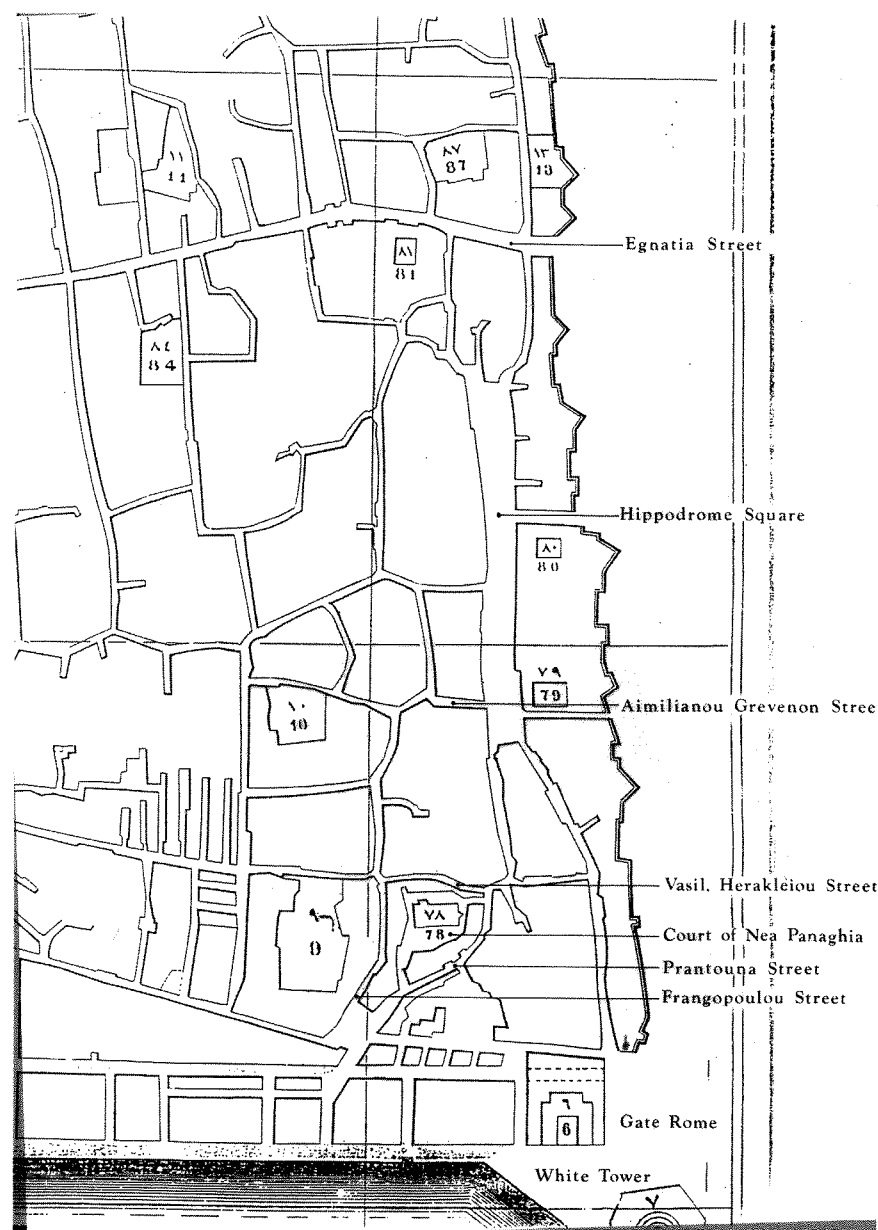 ١١
11
٨٧
87
١٣
13
Egnatia Street
٨١
81
٨٤
84
Hippodrome Square
٨٠
80
٧٩
79
Aimilianou Grevenon Stree
١٠
10
Vasil. Herakleiou Street
٩
9
٧٨
78
Court of Nea Panaghia
Prantouna Street
Frangopoulou Street
٦
6
Gate Rome
White Tower
٧